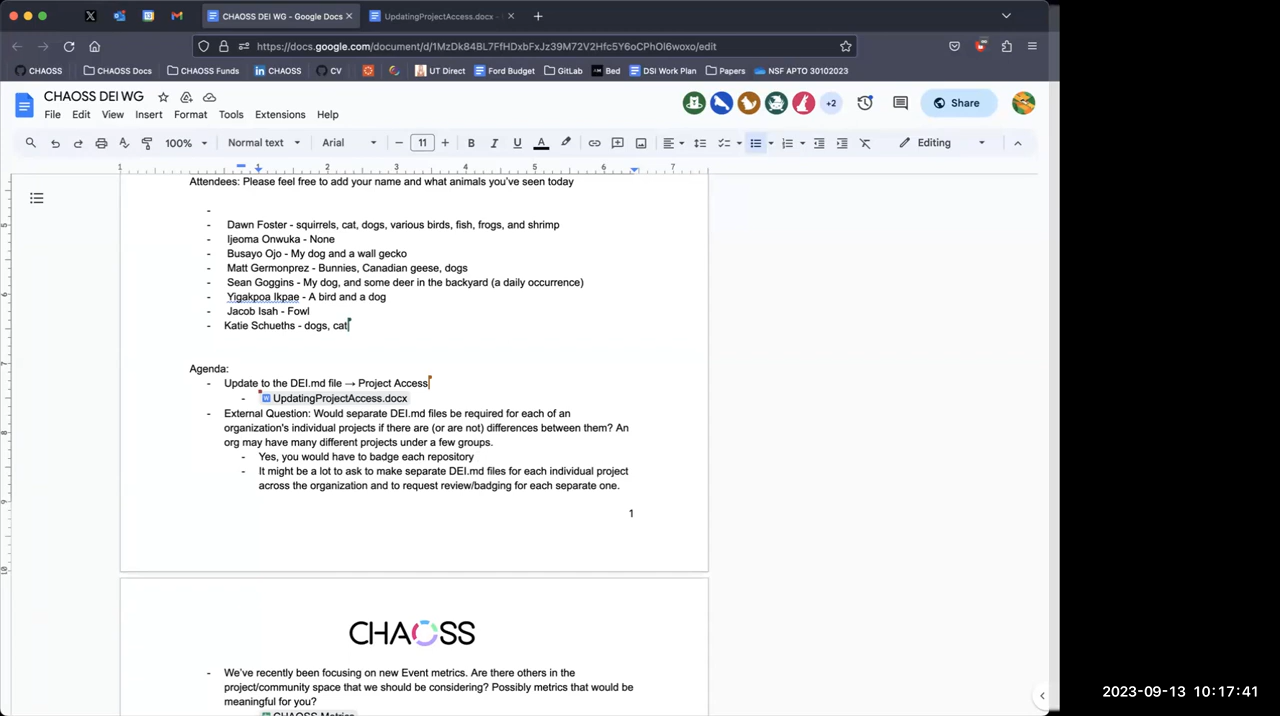 CHAOSS DEI WG - Google Docs
UpdatingProjectAccess.docx -
https://docs.google.com/document/d/1MzDk84BL7FfHDxbFxJz39M72V2Hfc5Y6oCPhOl6woxo/edit
CHAOSS CHAOSS Docs CHAOSS Funds CHAOSS CV UT Direct Ford Budget GitLab Bed DSI Work Plan Papers NSF APTO 30102023
CHAOSS DEI WG
File Edit View Insert Format Tools Extensions Help
+2
Share
100% Normal text Arial 11 B I U A Editing
1 1 2 3 4 5 6 7
Attendees: Please feel free to add your name and what animals you've seen today
-
- Dawn Foster - squirrels, cat, dogs, various birds, fish, frogs, and shrimp
- Ijeoma Onwuka - None
- Busayo Ojo - My dog and a wall gecko
- Matt Germonprez - Bunnies, Canadian geese, dogs
- Sean Goggins - My dog, and some deer in the backyard (a daily occurrence)
- Yigakpoa Ikpae - A bird and a dog
- Jacob Isah - Fowl
- Katie Schueths - dogs, cat
Agenda:
- Update to the DEI.md file → Project Access
- UpdatingProjectAccess.docx
- External Question: Would separate DEI.md files be required for each of an
organization's individual projects if there are (or are not) differences between them? An
org may have many different projects under a few groups.
- Yes, you would have to badge each repository
- It might be a lot to ask to make separate DEI.md files for each individual project
across the organization and to request review/badging for each separate one.
1
CHAOSS
- We've recently been focusing on new Event metrics. Are there others in the
project/community space that we should be considering? Possibly metrics that would be
meaningful for you?
CHAOSS Metrics
2023-09-13 10:17:41